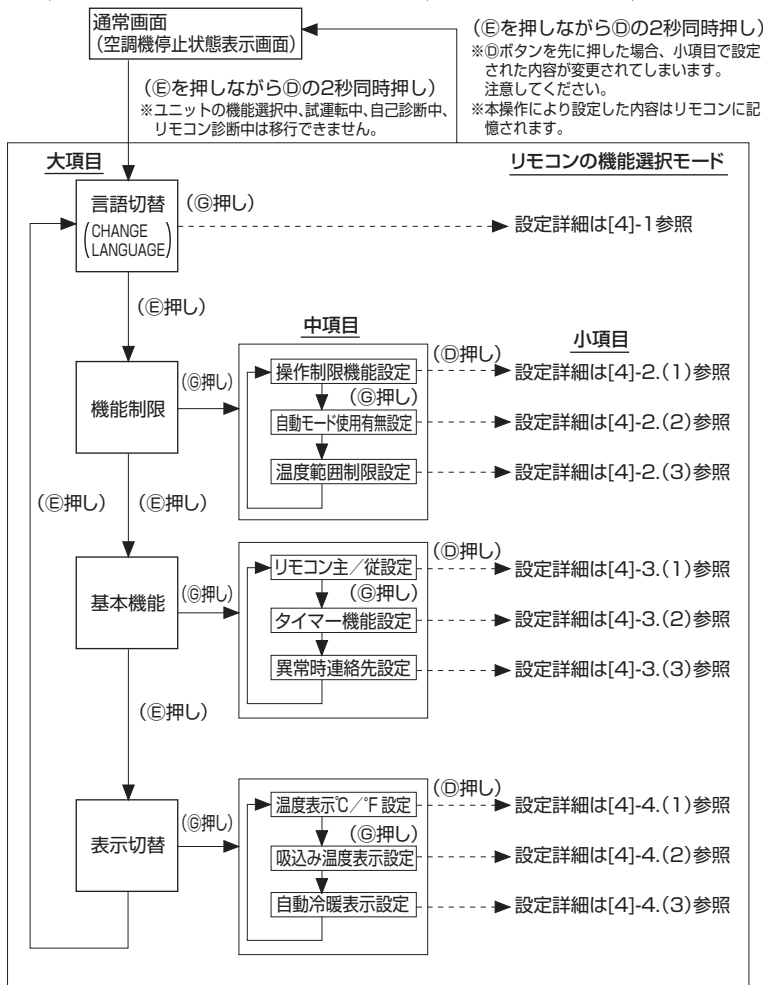 通常画面
(空調機停止状態表示画面)
(Ⓔを押しながらⒹの2秒同時押し)
※Ⓓボタンを先に押した場合、小項目で設定
された内容が変更されてしまいます。
注意してください。
※本操作により設定した内容はリモコンに記
憶されます。
(Ⓔを押しながらⒹの2秒同時押し)
※ユニットの機能選択中、試運転中、自己診断中、
リモコン診断中は移行できません。
大項目
リモコンの機能選択モード
言語切替
(CHANGE
LANGUAGE)
(Ⓖ押し)
設定詳細は[4]-1参照
(Ⓔ押し)
中項目
小項目
機能制限
(Ⓖ押し)
操作制限機能設定
(Ⓓ押し)
設定詳細は[4]-2.(1)参照
(Ⓖ押し)
自動モード使用有無設定
設定詳細は[4]-2.(2)参照
温度範囲制限設定
設定詳細は[4]-2.(3)参照
(Ⓔ押し)
(Ⓔ押し)
基本機能
(Ⓖ押し)
リモコン主/従設定
(Ⓓ押し)
設定詳細は[4]-3.(1)参照
(Ⓖ押し)
タイマー機能設定
設定詳細は[4]-3.(2)参照
異常時連絡先設定
設定詳細は[4]-3.(3)参照
(Ⓔ押し)
表示切替
(Ⓖ押し)
温度表示℃/℉設定
(Ⓓ押し)
設定詳細は[4]-4.(1)参照
(Ⓖ押し)
吸込み温度表示設定
設定詳細は[4]-4.(2)参照
自動冷暖表示設定
設定詳細は[4]-4.(3)参照